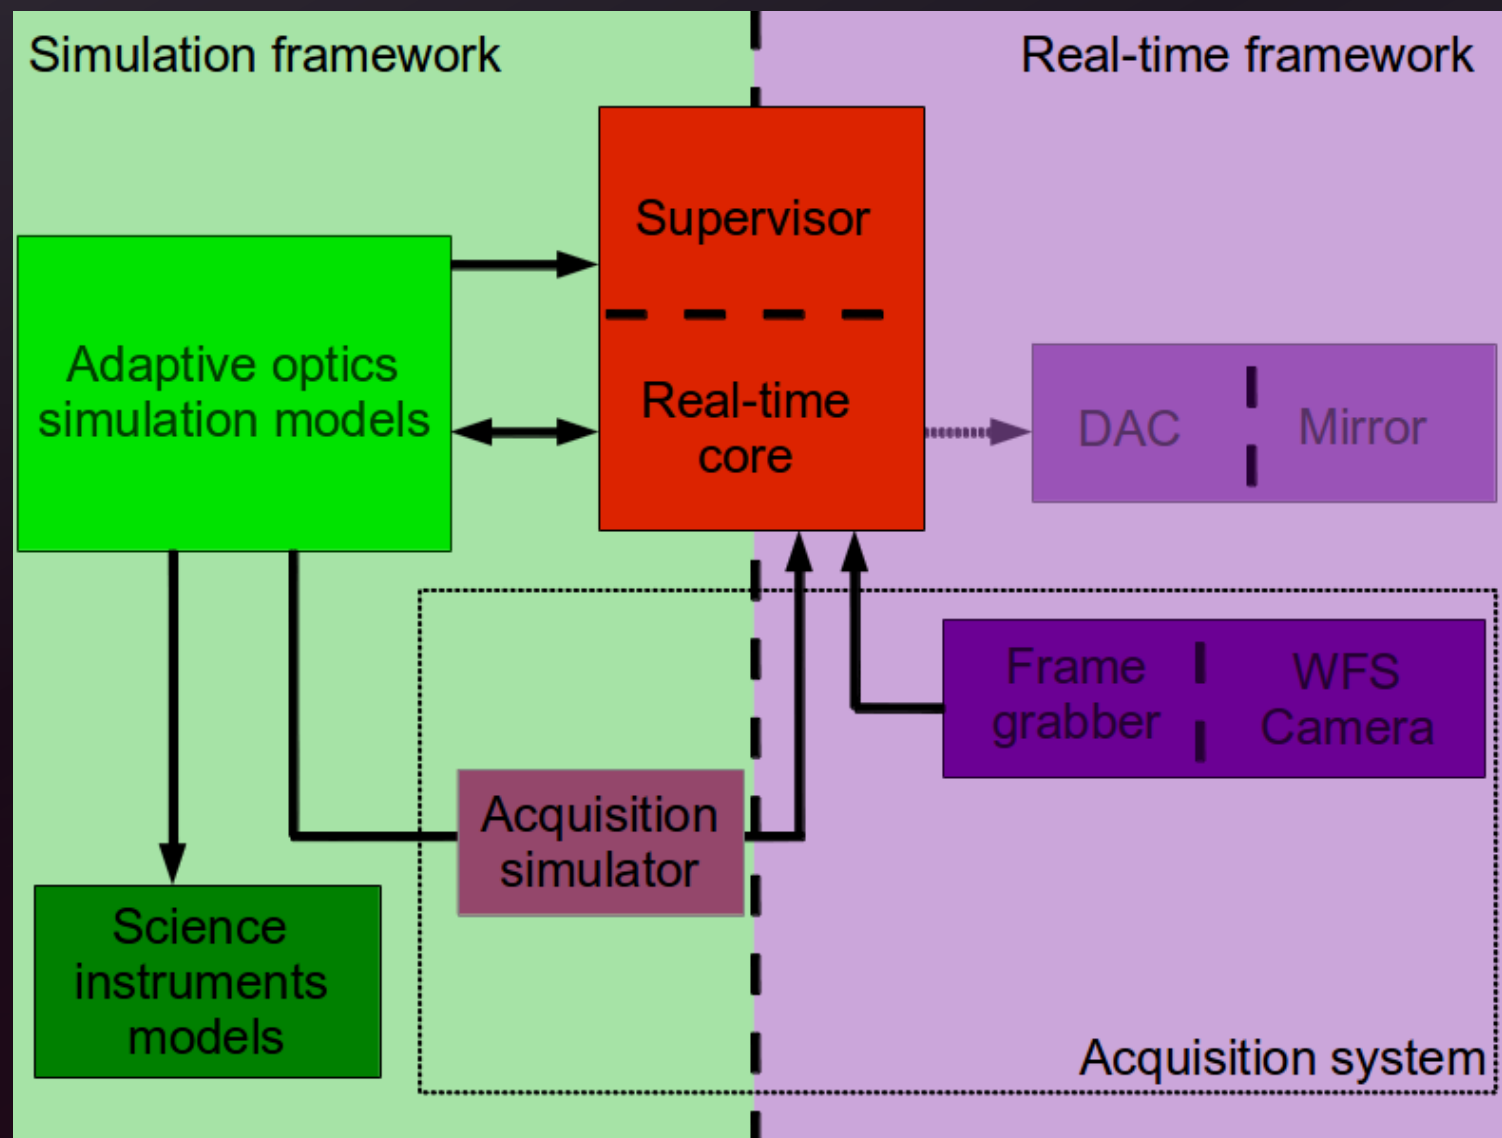 Simulation framework
Real-time framework
Supervisor
Adaptive optics
simulation models
Real-time
core
DAC
Mirror
Frame
grabber
WFS
Camera
Acquisition
simulator
Science
instruments
models
Acquisition system